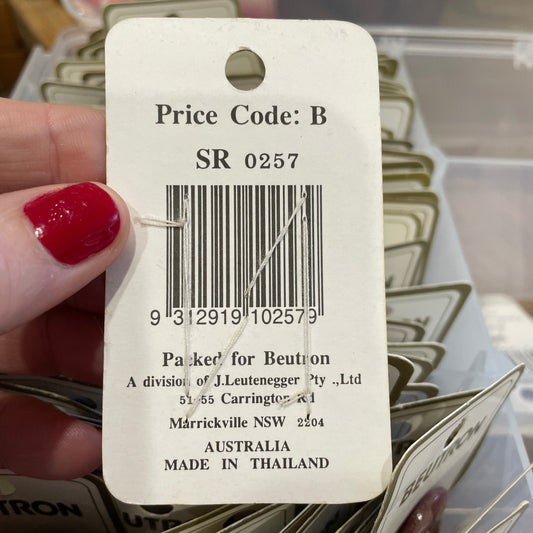 Price Code: B
SR 0257
9 312919 102579
Packed for Beutron
A division of J.Leutenegger Pty .,Ltd
51-55 Carrington Rd
Marrickville NSW 2204
AUSTRALIA
MADE IN THAILAND
BEUTRON